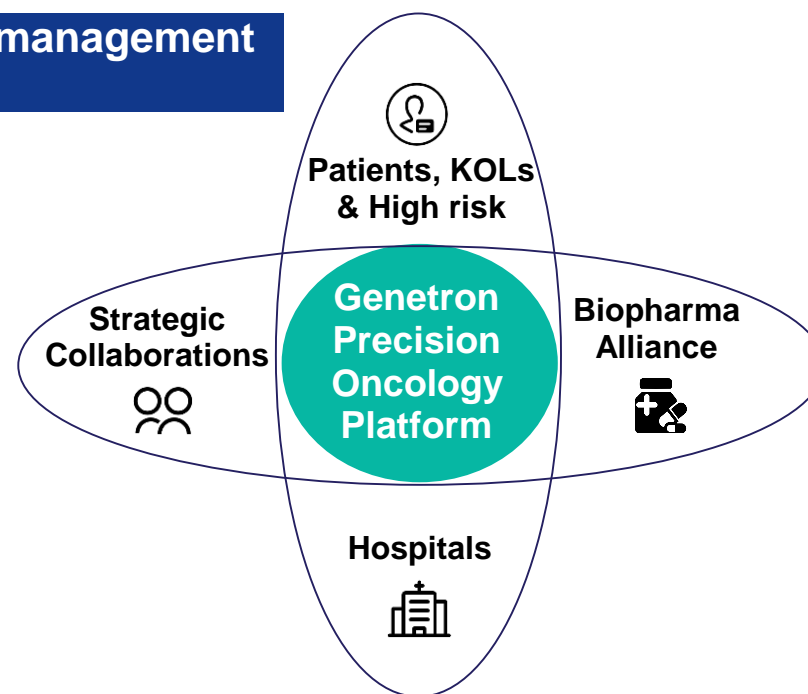 management
Patients, KOLs
& High risk
Strategic
Collaborations
Genetron
Precision
Oncology
Platform
Biopharma
Alliance
Hospitals